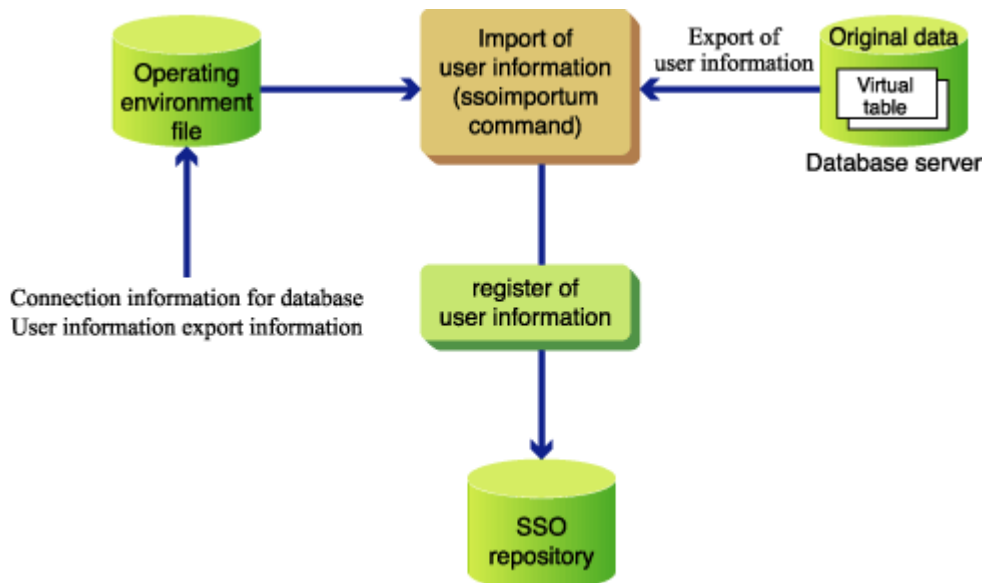 Operating
environment
file
Import of
user information
(ssoimportum
command)
Export of
user information
Original data
Virtual
table
Database server
Connection information for database
User information export information
register of
user information
SSO
repository